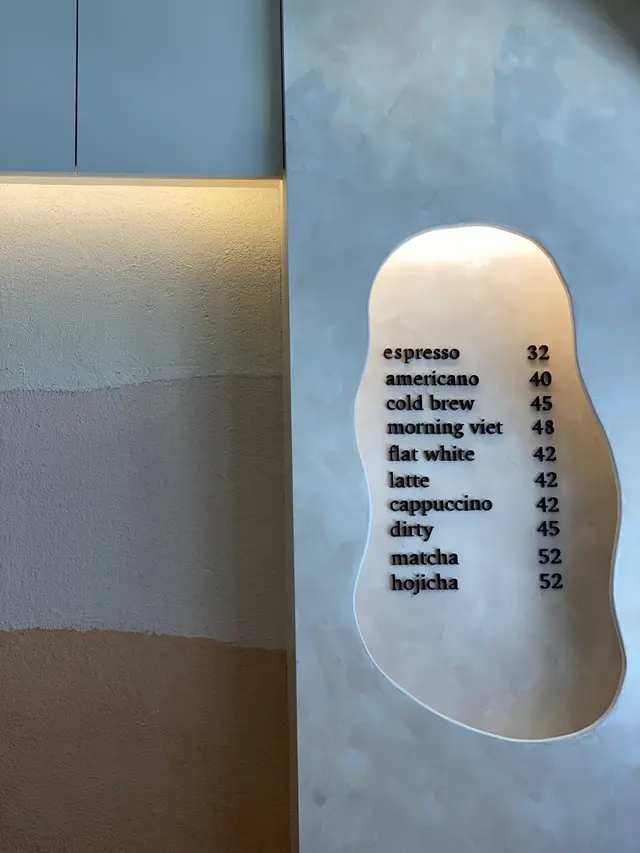 espresso 32
americano 40
cold brew 45
morning viet 48
flat white 42
latte 42
cappuccino 42
dirty 45
matcha 52
hojicha 52